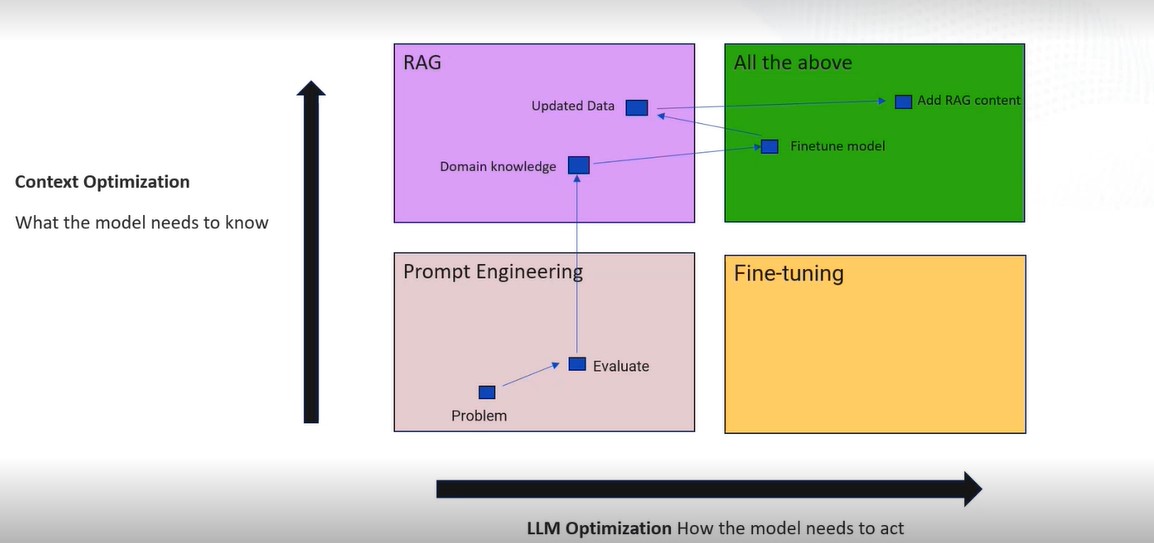 RAG
All the above
Updated Data
Add RAG content
Finetune model
Domain knowledge
Context Optimization
What the model needs to know
Prompt Engineering
Fine-tuning
Evaluate
Problem
LLM Optimization How the model needs to act